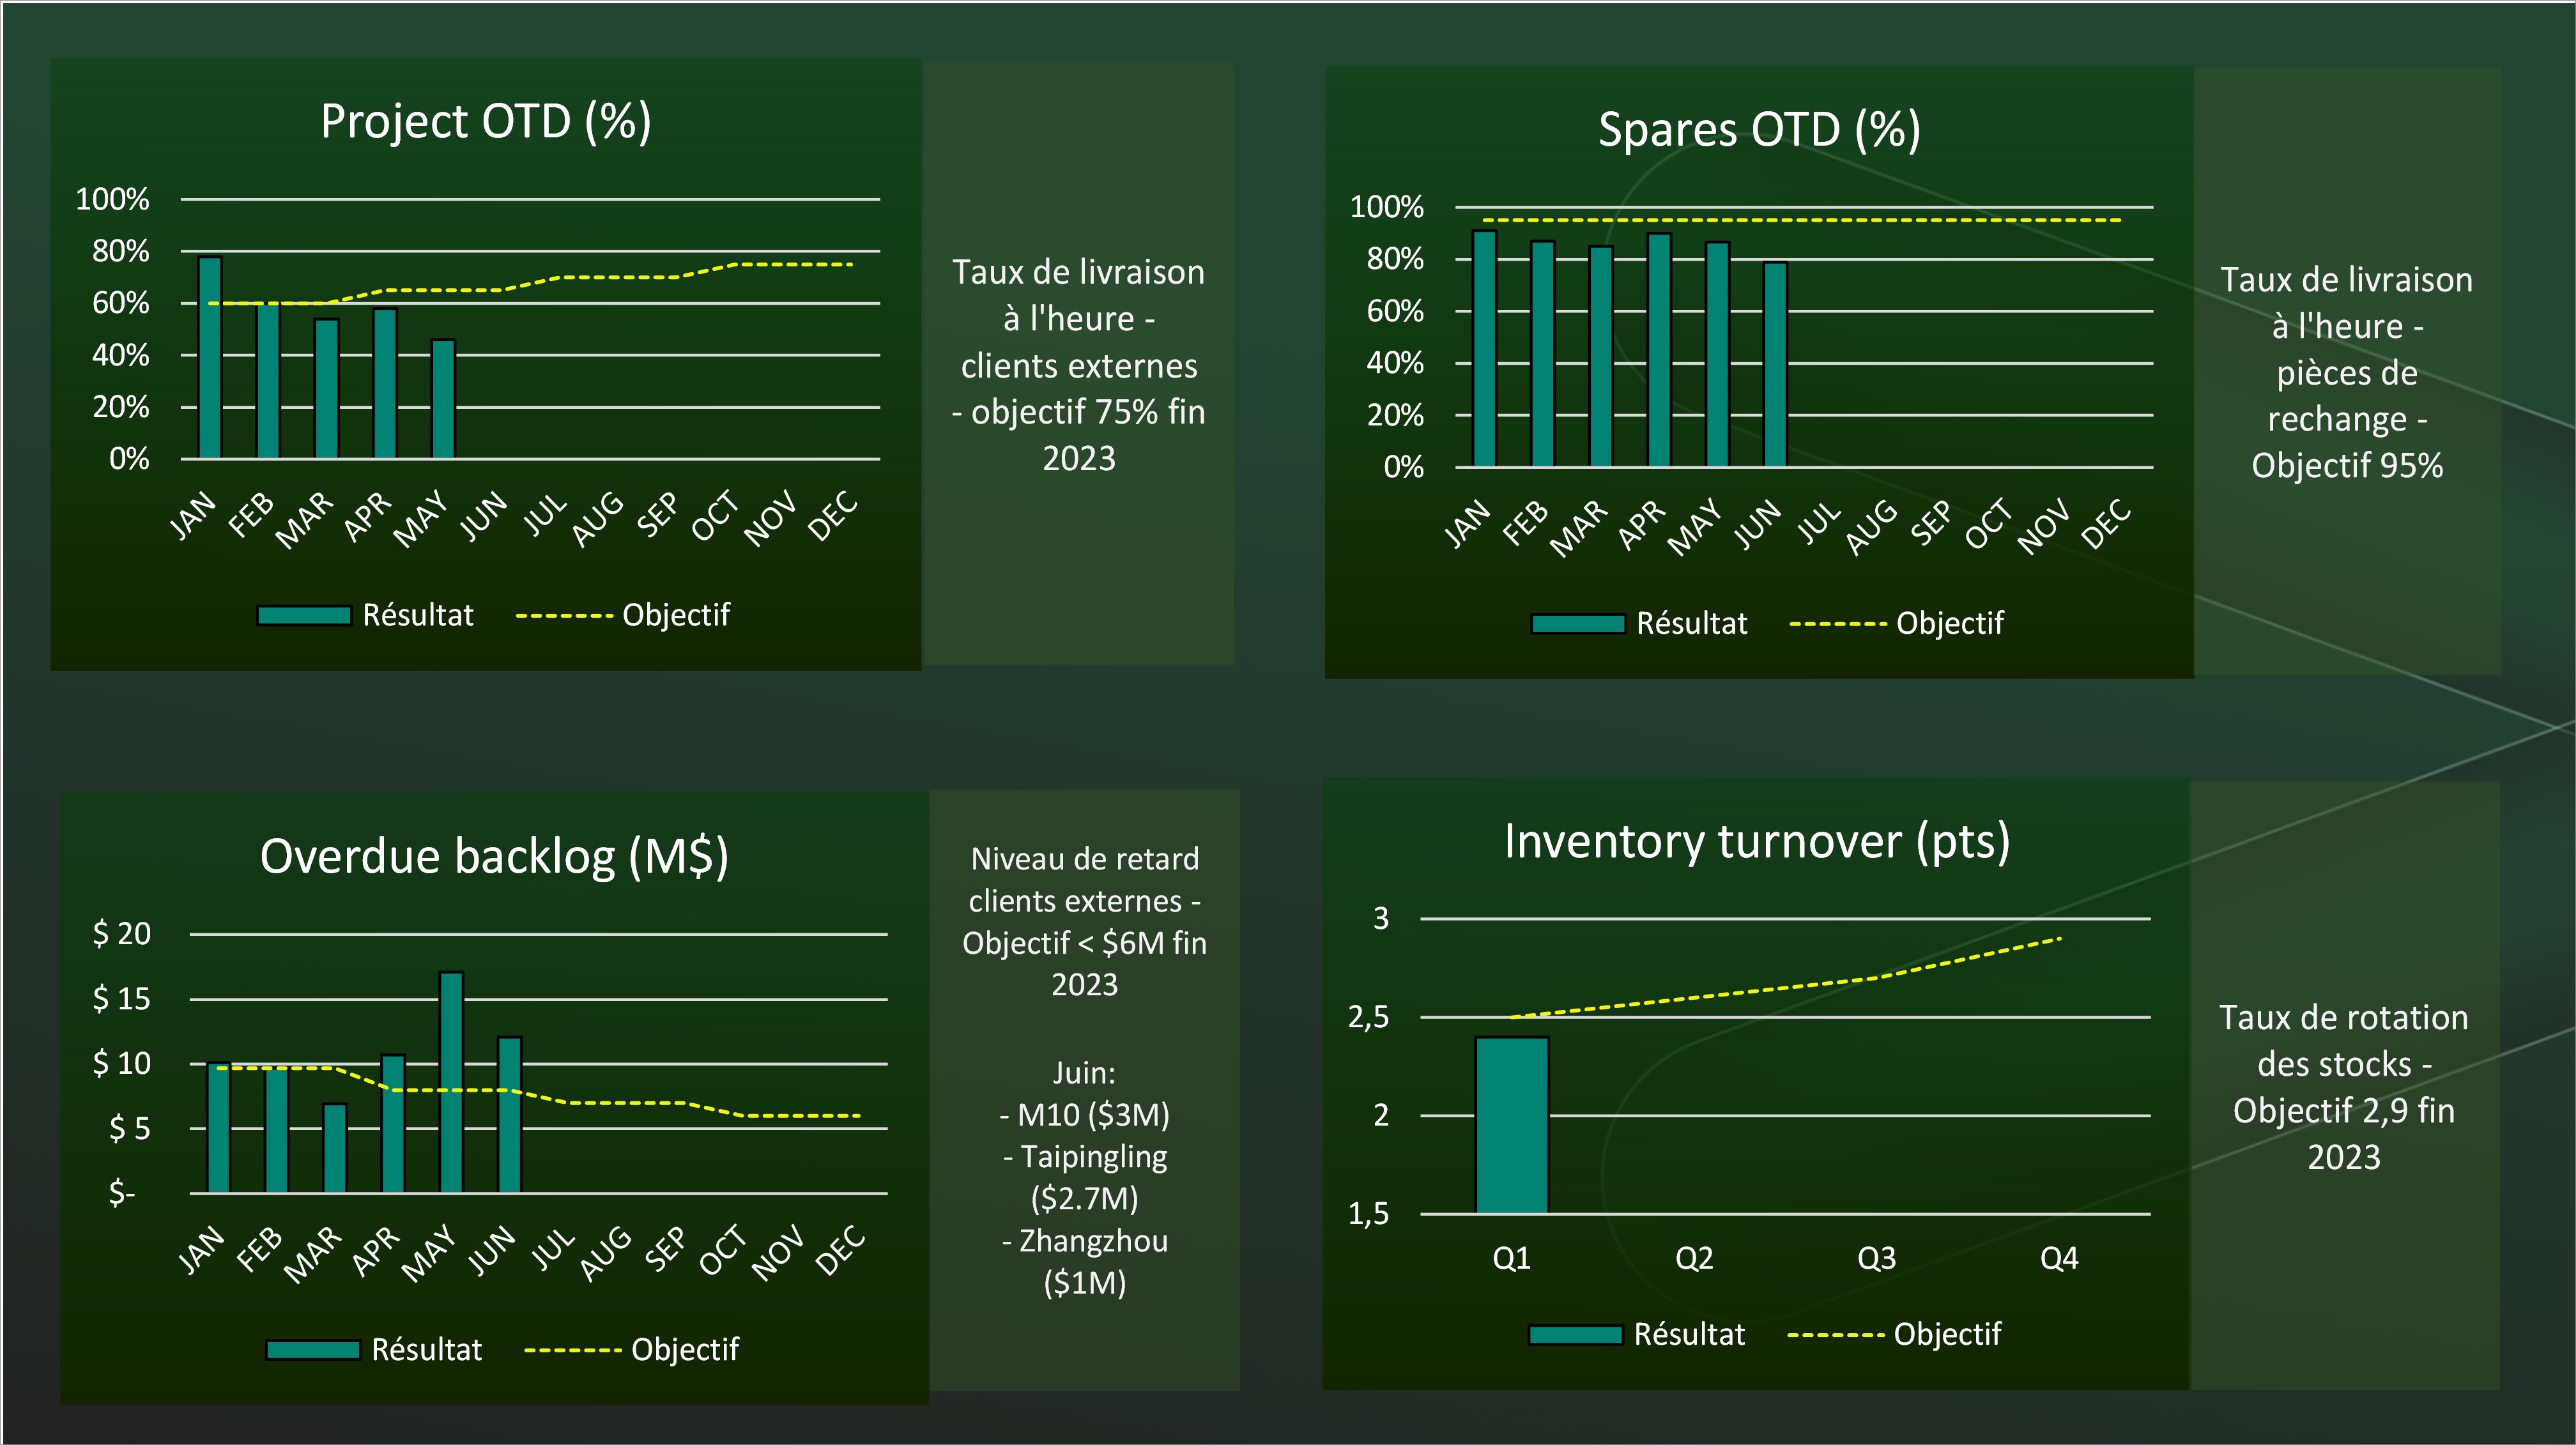 Project OTD (%)
100%
80%
60%
40%
20%
0%
JAN
FEB
MAR
APR
MAY
JUN
JUL
AUG
SEP
OCT
NOV
DEC
Résultat
Objectif
Taux de livraison
à l'heure -
clients externes
- objectif 75% fin
2023
Spares OTD (%)
100%
80%
60%
40%
20%
0%
JAN
FEB
MAR
APR
MAY
JUN
JUL
AUG
SEP
OCT
NOV
DEC
Résultat
Objectif
Taux de livraison
à l'heure -
pièces de
rechange -
Objectif 95%
Overdue backlog (M$)
$ 20
$ 15
$ 10
$ 5
$-
JAN
FEB
MAR
APR
MAY
JUN
JUL
AUG
SEP
OCT
NOV
DEC
Résultat
Objectif
Niveau de retard
clients externes -
Objectif < $6M fin
2023
Juin:
- M10 ($3M)
- Taipingling
($2.7M)
- Zhangzhou
($1M)
Inventory turnover (pts)
3
2,5
2
1,5
Q1
Q2
Q3
Q4
Résultat
Objectif
Taux de rotation
des stocks -
Objectif 2,9 fin
2023